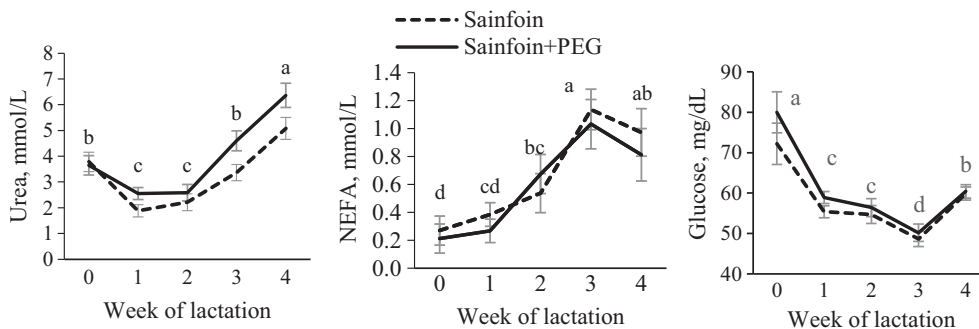 Sainfoin
Sainfoin+PEG
Urea, mmol/L
8
7
6
5
4
3
2
1
0
b
c
c
b
a
0 1 2 3 4
Week of lactation
NEFA, mmol/L
1.4
1.2
1.0
0.8
0.6
0.4
0.2
0.0
d
cd
bc
a
ab
0 1 2 3 4
Week of lactation
Glucose, mg/dL
90
80
70
60
50
40
a
c
c
d
b
0 1 2 3 4
Week of lactation